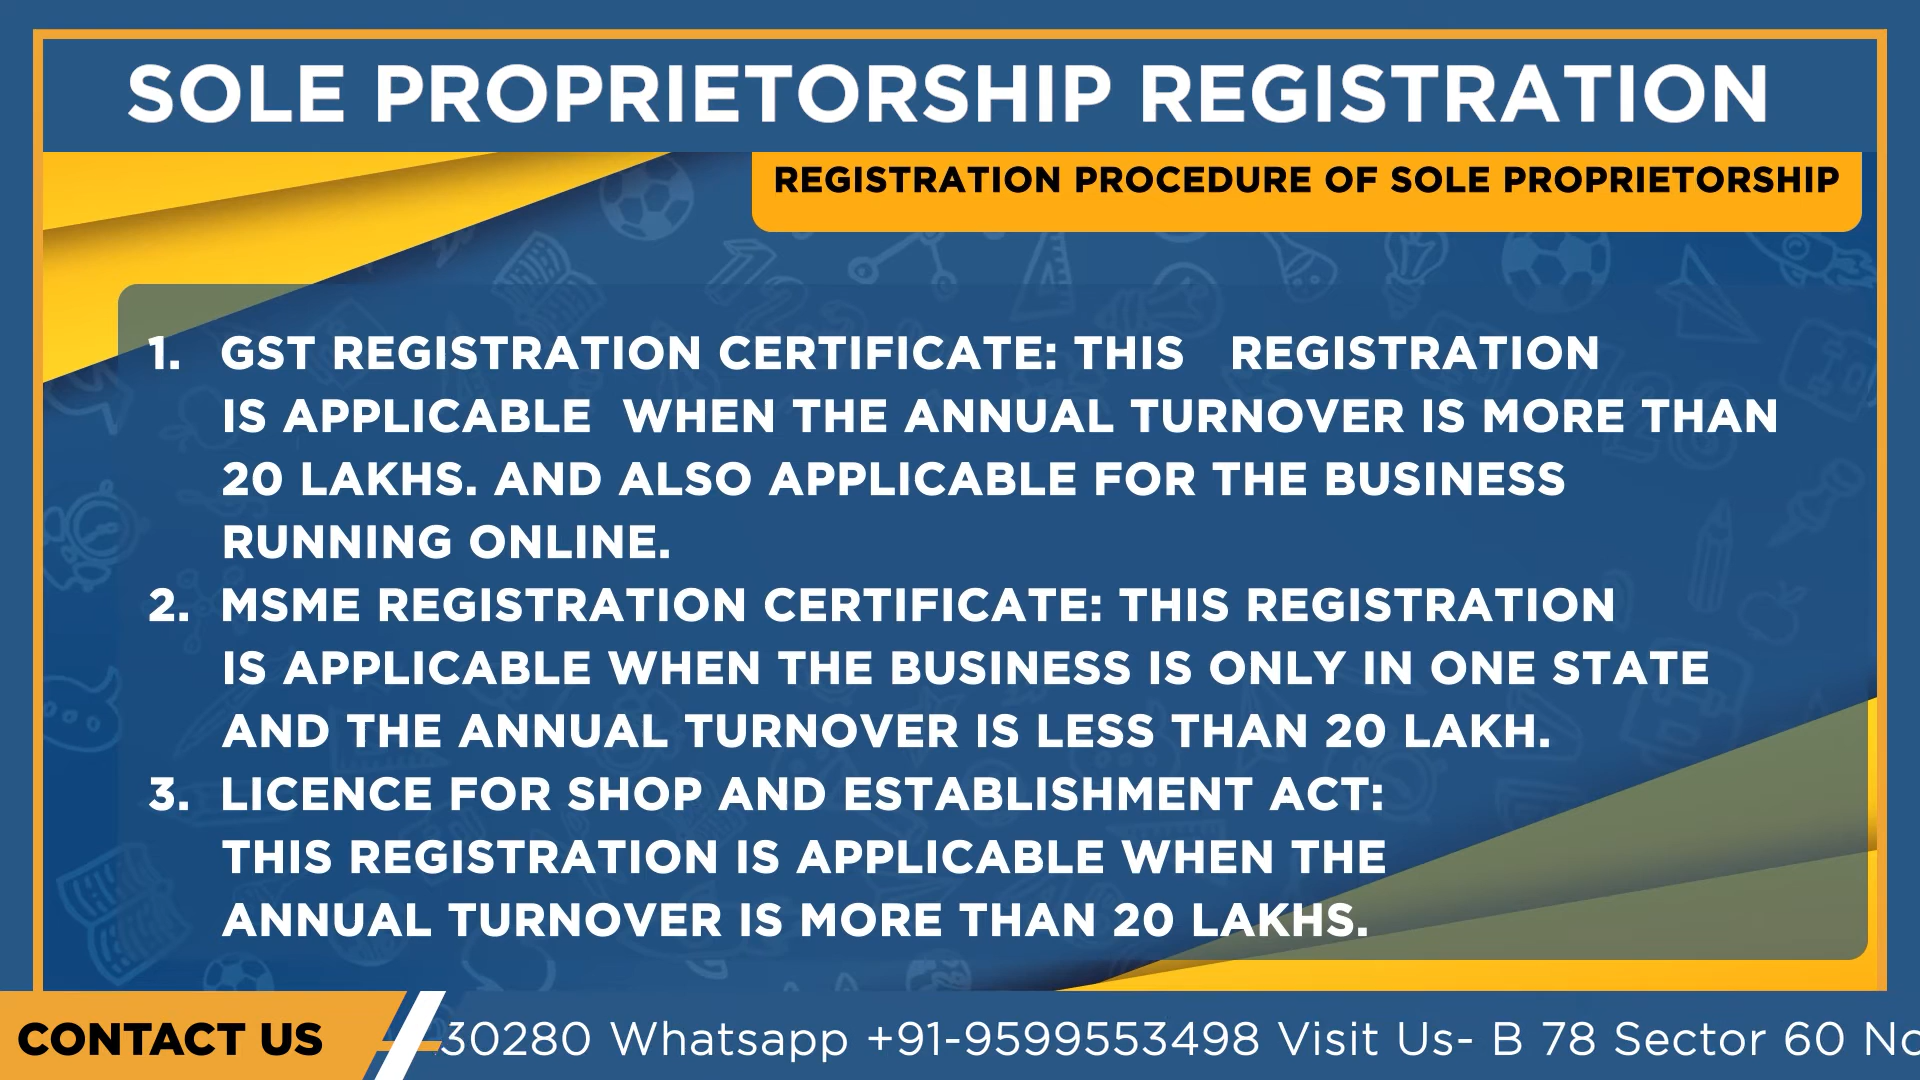 SOLE PROPRIETORSHIP REGISTRATION
REGISTRATION PROCEDURE OF SOLE PROPRIETORSHIP
1. GST REGISTRATION CERTIFICATE: THIS REGISTRATION
IS APPLICABLE WHEN THE ANNUAL TURNOVER IS MORE THAN
20 LAKHS. AND ALSO APPLICABLE FOR THE BUSINESS
RUNNING ONLINE.
2. MSME REGISTRATION CERTIFICATE: THIS REGISTRATION
IS APPLICABLE WHEN THE BUSINESS IS ONLY IN ONE STATE
AND THE ANNUAL TURNOVER IS LESS THAN 20 LAKH.
3. LICENCE FOR SHOP AND ESTABLISHMENT ACT:
THIS REGISTRATION IS APPLICABLE WHEN THE
ANNUAL TURNOVER IS MORE THAN 20 LAKHS.
CONTACT US 30280 Whatsapp +91-9599553498 Visit Us- B 78 Sector 60